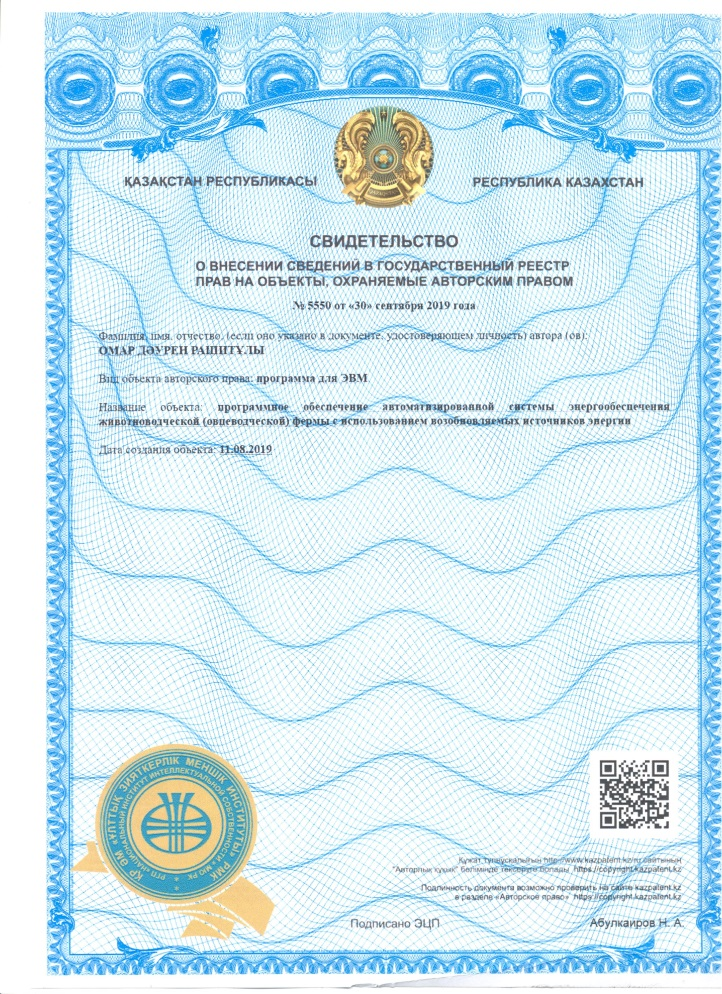 ҚАЗАҚСТАН РЕСПУБЛИКАСЫ
РЕСПУБЛИКА КАЗАХСТАН
СВИДЕТЕЛЬСТВО
О ВНЕСЕНИИ СВЕДЕНИЙ В ГОСУДАРСТВЕННЫЙ РЕЕСТР
ПРАВ НА ОБЪЕКТЫ, ОХРАНЯЕМЫЕ АВТОРСКИМ ПРАВОМ
№ 5550 от «30» сентября 2019 года
Фамилия, имя, отчество, (если оно указано в документе, удостоверяющем личность) автора (ов):
ОМАР ДӘУРЕН РАШИТҰЛЫ
Вид объекта авторского права: программа для ЭВМ
Название объекта: программное обеспечение автоматизированной системы энергообеспечения
животноводческой (овцеводческой) фермы с использованием возобновляемых источников энергии
Дата создания объекта: 11.08.2019
ҚР ӘМ «ҰЛТТЫҚ ЗИЯТКЕРЛІК МЕНШІК ИНСТИТУТЫ» РМК
РГП «НАЦИОНАЛЬНЫЙ ИНСТИТУТ ИНТЕЛЛЕКТУАЛЬНОЙ СОБСТВЕННОСТИ» МЮ РК
Құжат түпнұсқалығын http://www.kazpatent.kz/ru сайтының
"Авторлық құқық" бөлімінде тексеруге болады https://copyright.kazpatent.kz
Подлинность документа возможно проверить на сайте kazpatent.kz
в разделе «Авторское право» https://copyright.kazpatent.kz
Подписано ЭЦП
Абулкаиров Н. А.